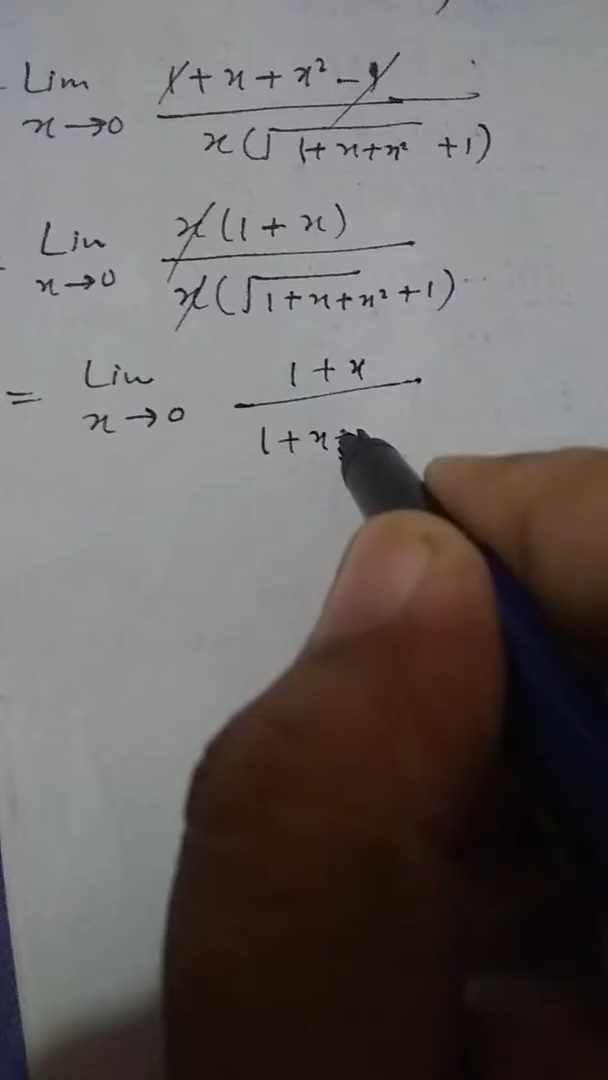 Lim x→0 (1 + x + x² - 1) / (x(√(1+x+x²) + 1))
Lim x→0 (x(1+x)) / (x(√(1+x+x²) + 1))
= Lim x→0 (1+x) / (1+x